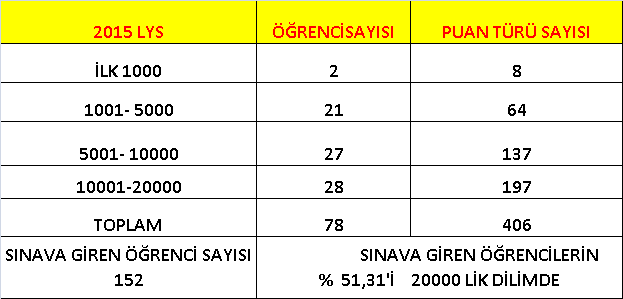 2015 LYS ÖĞRENCİSAYISI PUAN TÜRÜ SAYISI
İLK 1000 2 8
1001- 5000 21 64
5001- 10000 27 137
10001-20000 28 197
TOPLAM 78 406
SINAVA GİREN ÖĞRENCİ SAYISI SINAVA GİREN ÖĞRENCİLERİN
152 % 51,31'İ 20000 LİK DİLİMDE